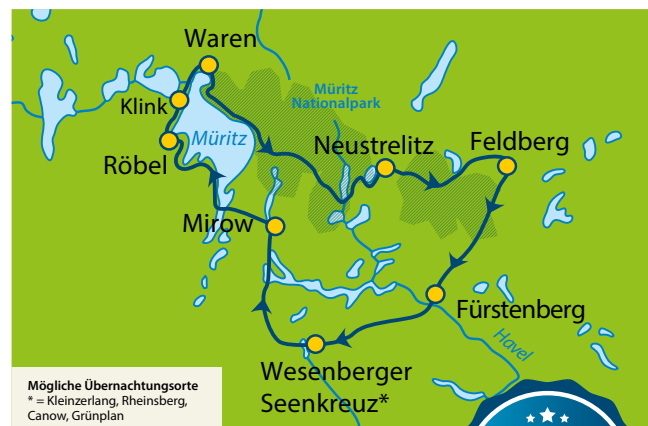 Waren
Müritz
Nationalpark
Klink
Müritz
Neustrelitz
Feldberg
Röbel
Mirow
Fürstenberg
Havel
Wesenberger
Seenkreuz*
Mögliche Übernachtungsorte
* = Kleinzerlang, Rheinsberg,
Canow, Grünplan